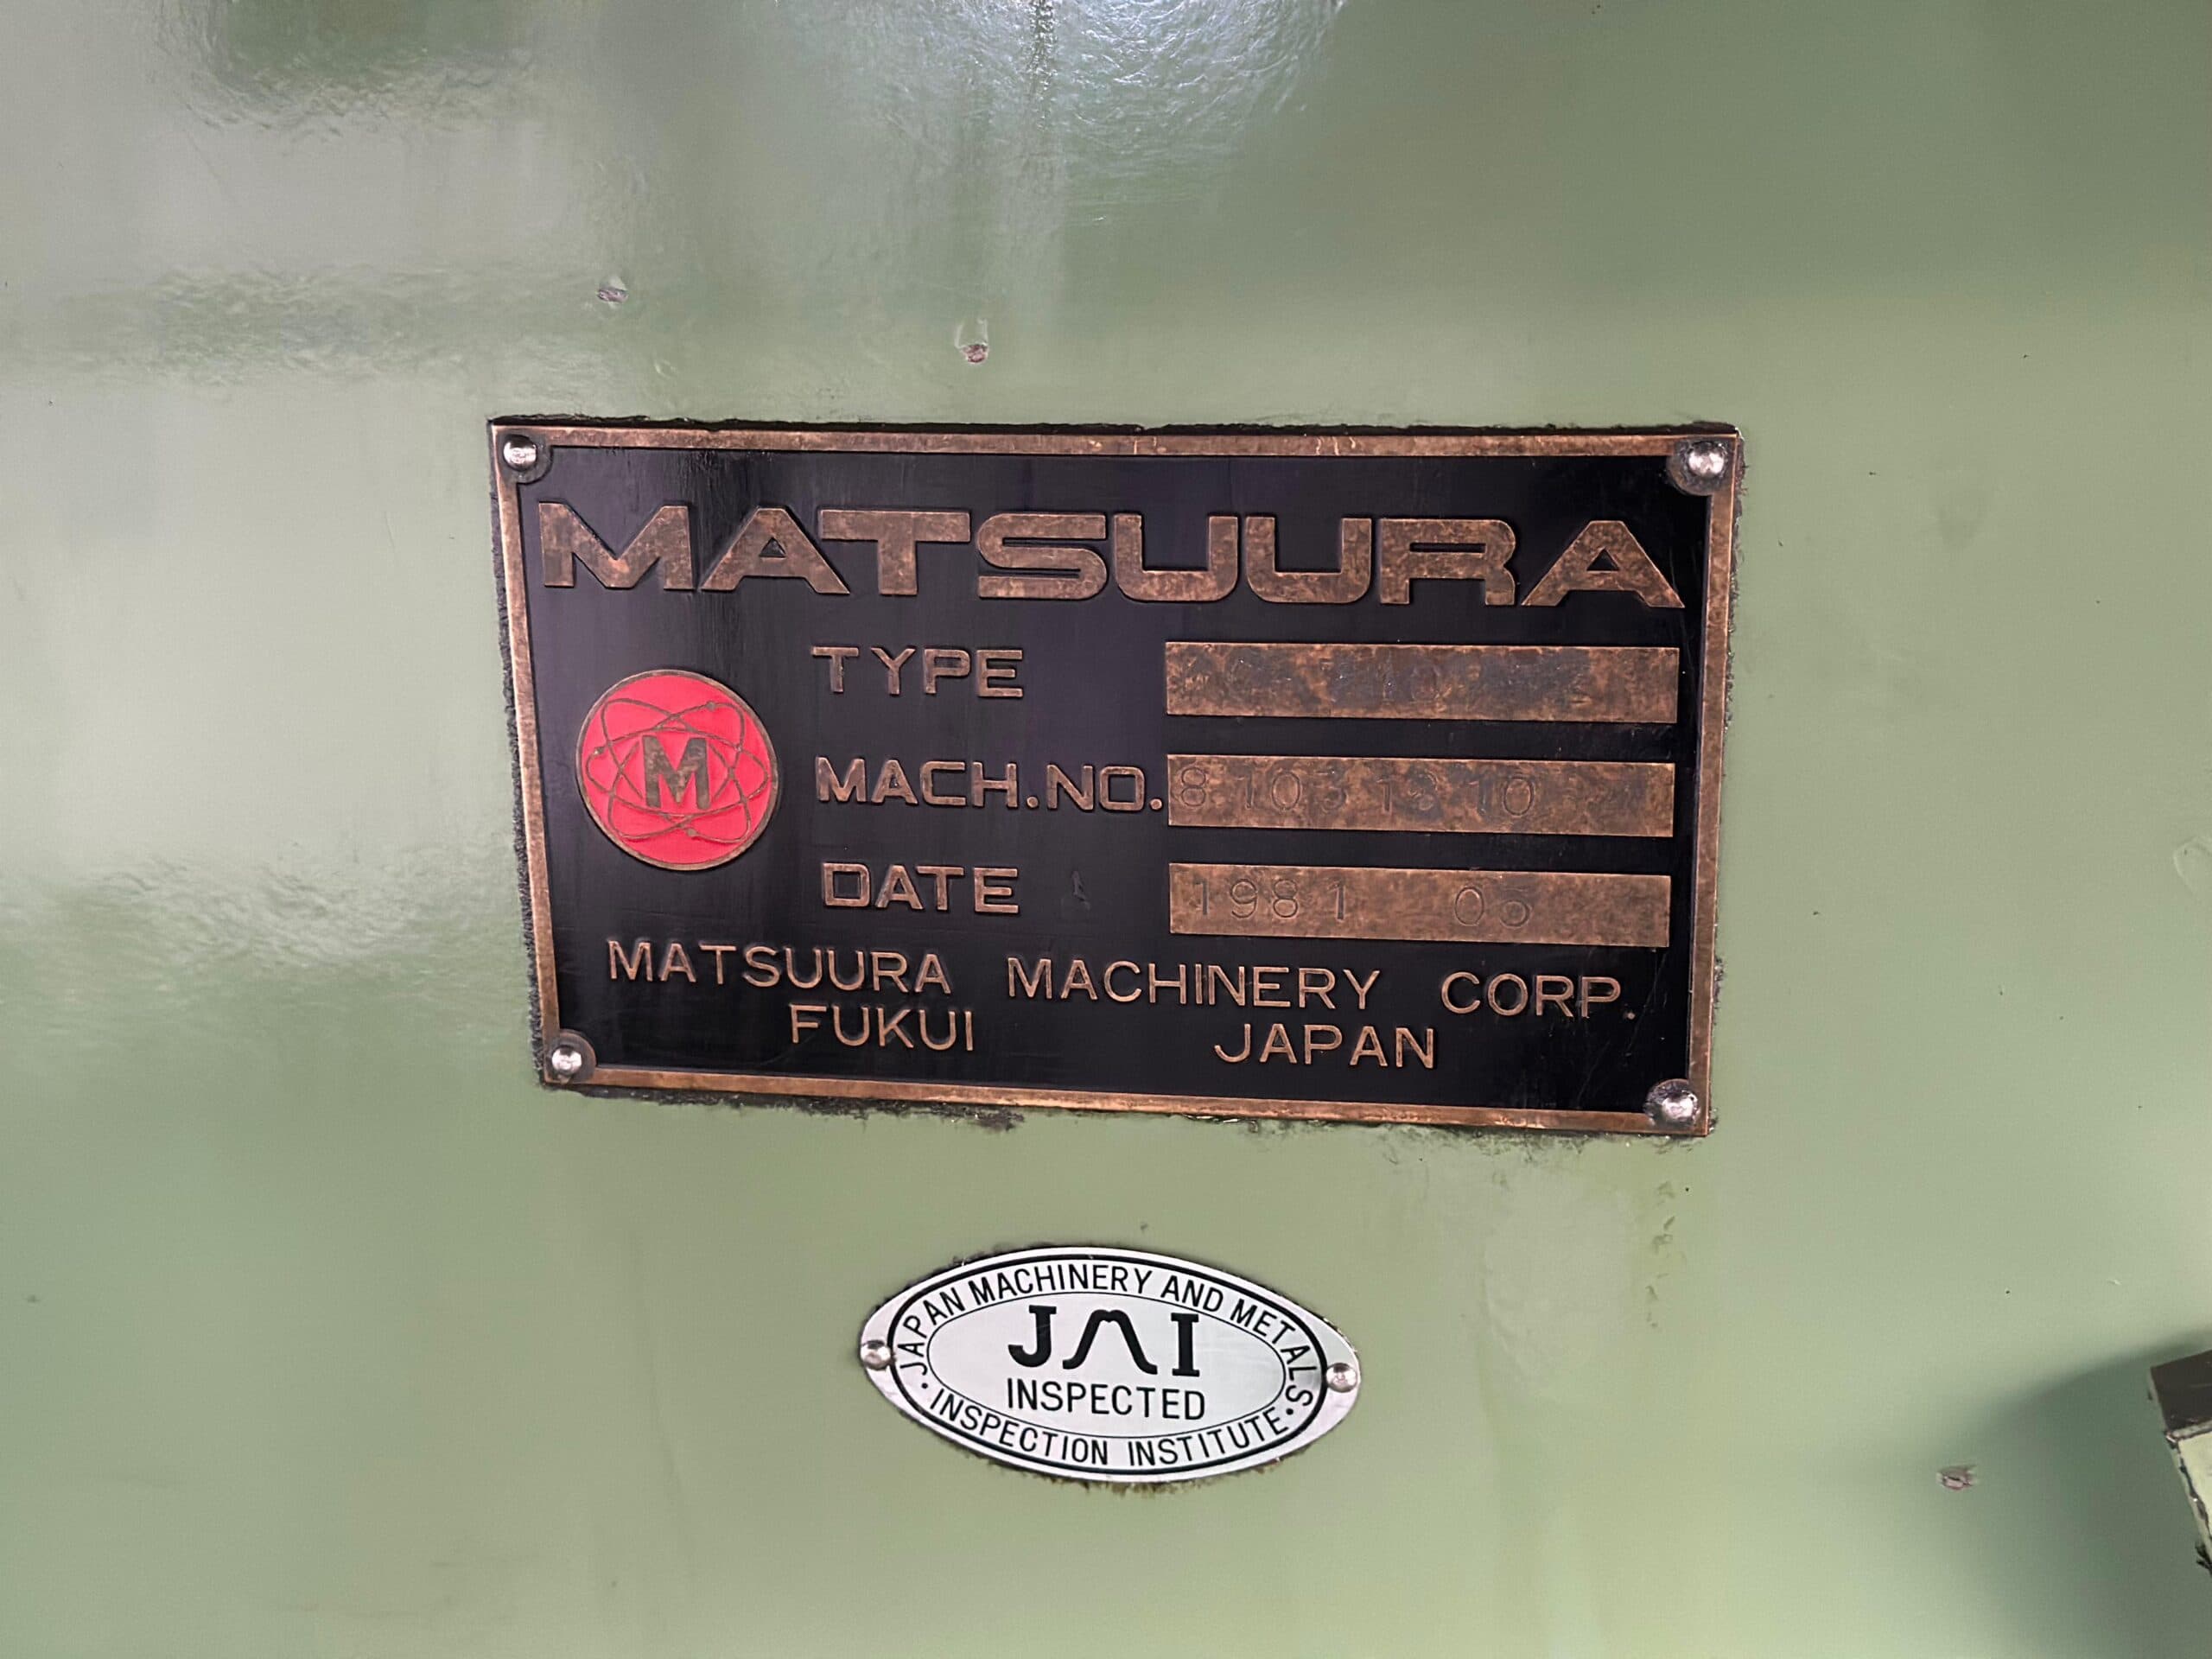 MATSUURA
TYPE
M
MACH.NO.
DATE 1981 05
MATSUURA MACHINERY CORP.
FUKUI JAPAN
JAPAN MACHINERY AND METALS
JMI
INSPECTED
INSPECTION INSTITUTE